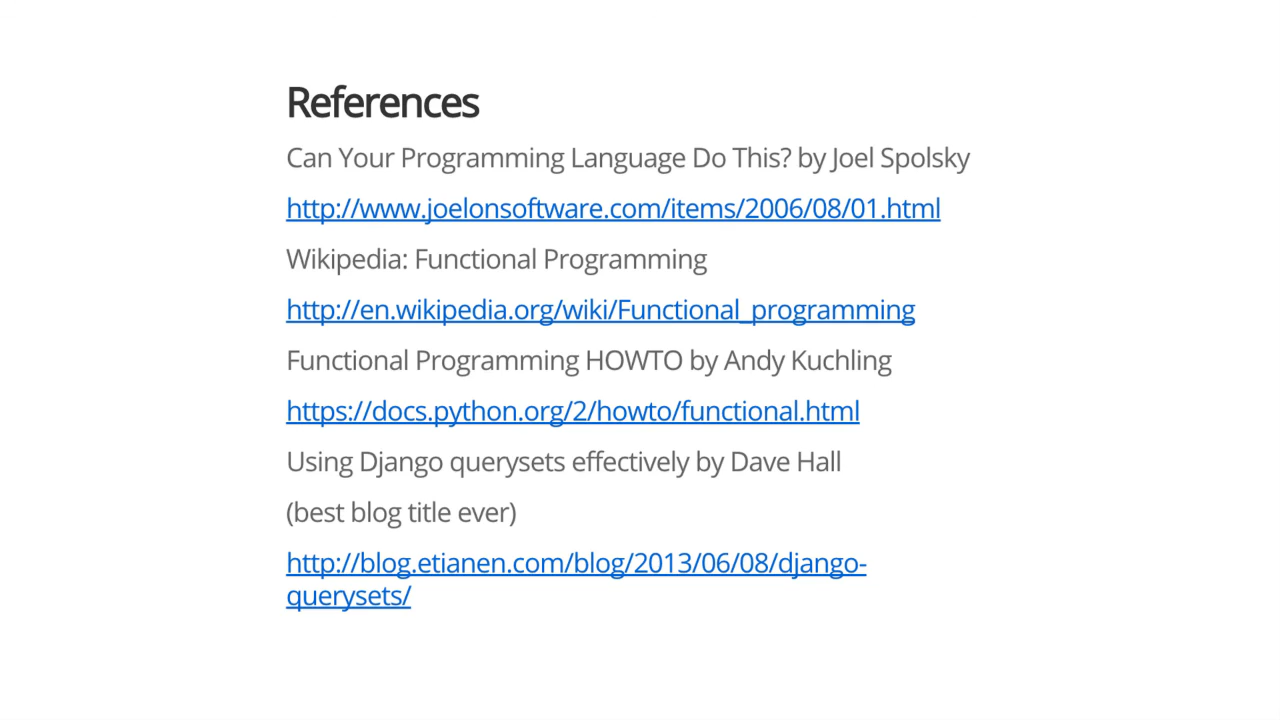 References
Can Your Programming Language Do This? by Joel Spolsky
http://www.joelonsoftware.com/items/2006/08/01.html
Wikipedia: Functional Programming
http://en.wikipedia.org/wiki/Functional_programming
Functional Programming HOWTO by Andy Kuchling
https://docs.python.org/2/howto/functional.html
Using Django querysets effectively by Dave Hall
(best blog title ever)
http://blog.etianen.com/blog/2013/06/08/django-
querysets/